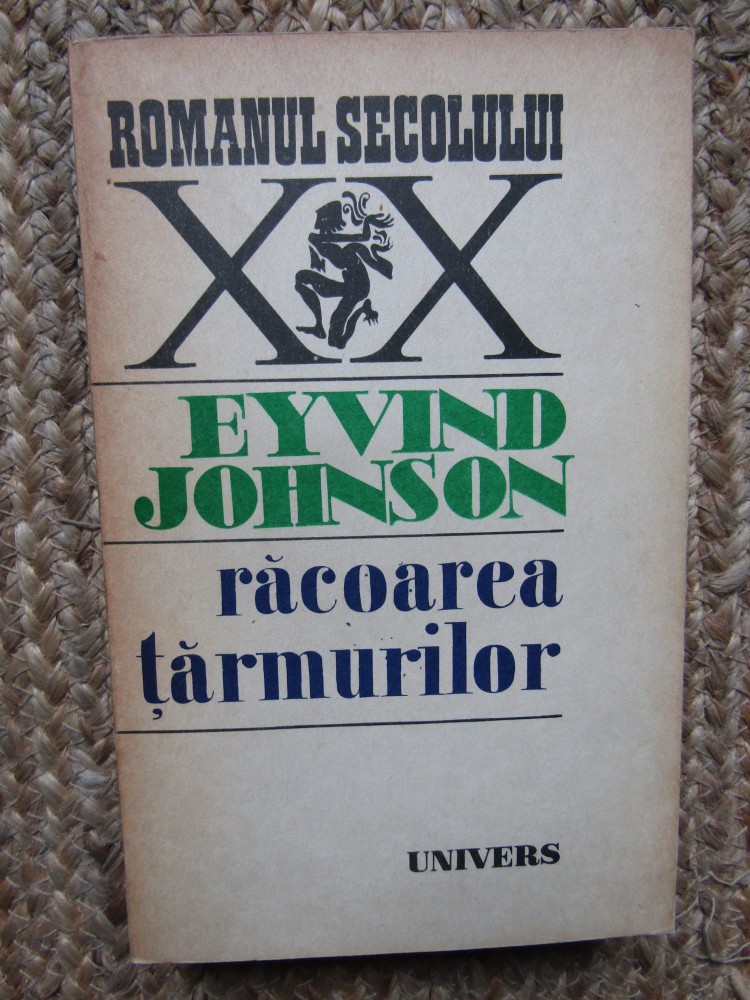 ROMANUL SECOLULUI
XX
EYVIND
JOHNSON
răcoarea
țărmurilor
UNIVERS